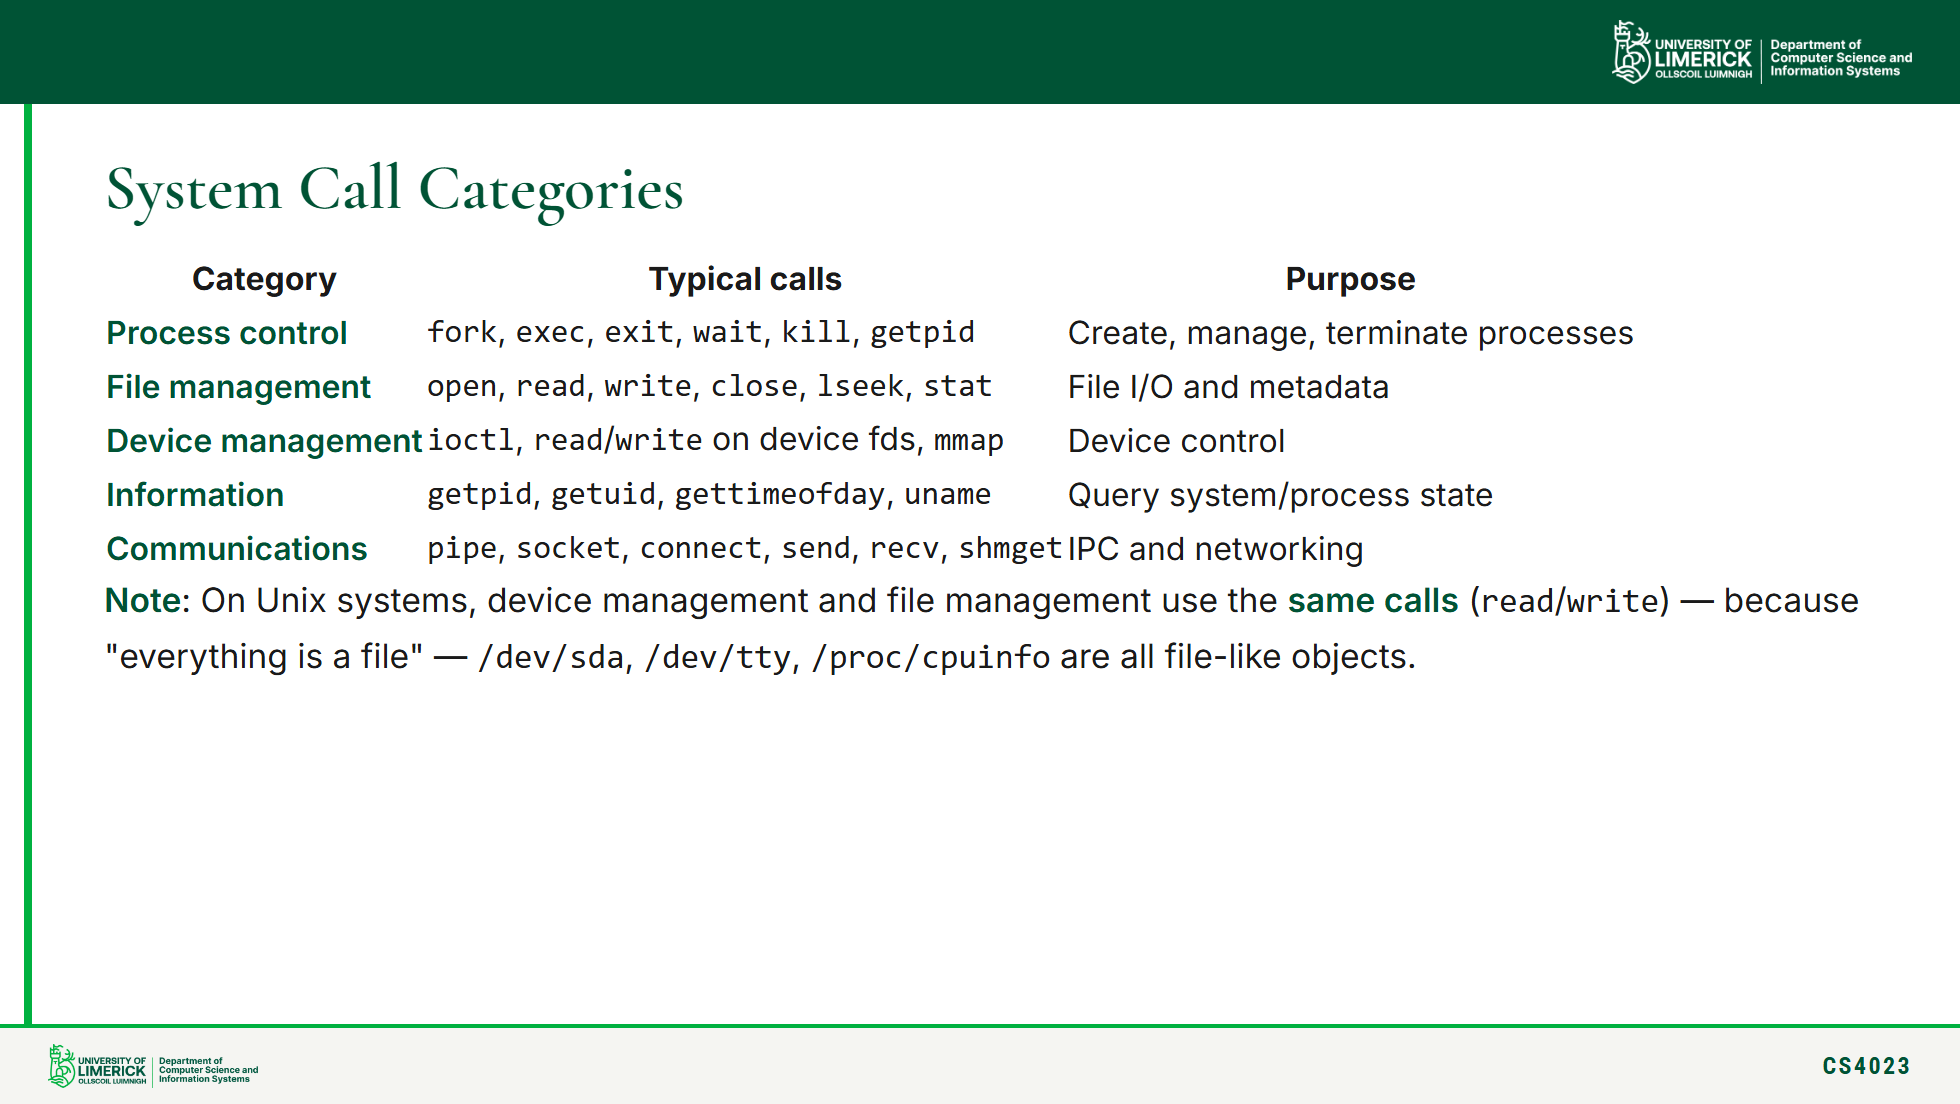 UNIVERSITY OF
LIMERICK
OLLSCOIL LUIMNIGH
Department of
Computer Science and
Information Systems
System Call Categories
Category Typical calls Purpose
Process control fork, exec, exit, wait, kill, getpid Create, manage, terminate processes
File management open, read, write, close, lseek, stat File I/O and metadata
Device management ioctl, read/write on device fds, mmap Device control
Information getpid, getuid, gettimeofday, uname Query system/process state
Communications pipe, socket, connect, send, recv, shmget IPC and networking
Note: On Unix systems, device management and file management use the same calls (read/write) — because
"everything is a file" — /dev/sda, /dev/tty, /proc/cpuinfo are all file-like objects.
UNIVERSITY OF
LIMERICK
OLLSCOIL LUIMNIGH
Department of
Computer Science and
Information Systems
CS4023